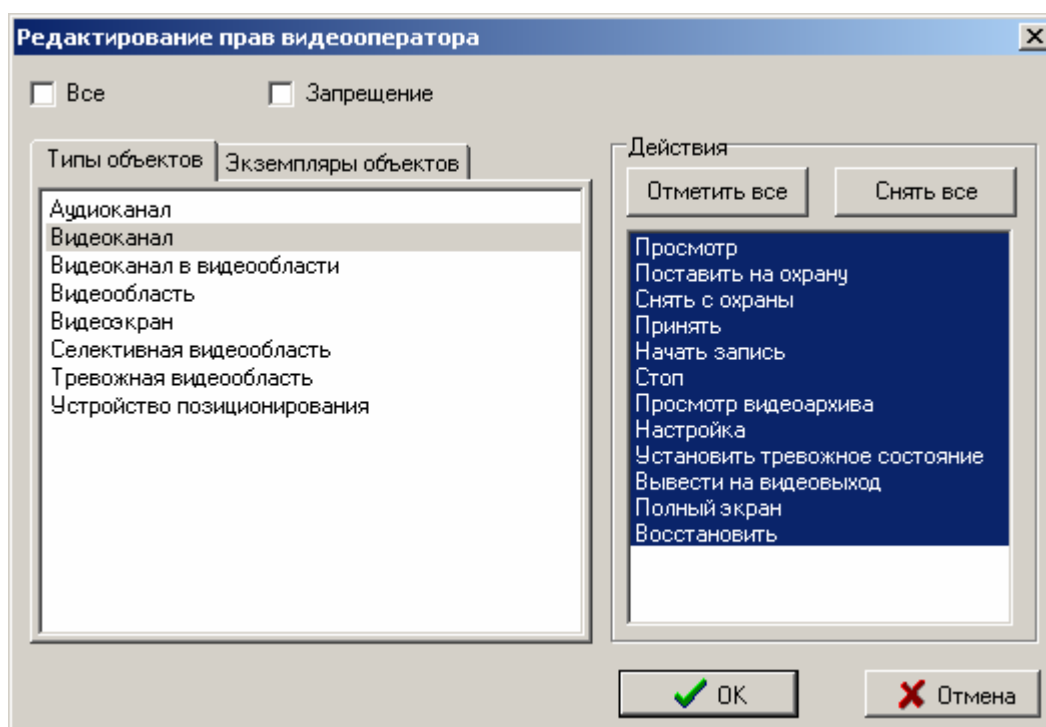 Редактирование прав видеооператора
Все
Запрещение
Типы объектов
Экземпляры объектов
Аудиоканал
Видеоканал
Видеоканал в видеообласти
Видеообласть
Видеоэкран
Селективная видеообласть
Тревожная видеообласть
Устройство позиционирования
Действия
Отметить все
Снять все
Просмотр
Поставить на охрану
Снять с охраны
Принять
Начать запись
Стоп
Просмотр видеоархива
Настройка
Установить тревожное состояние
Вывести на видеовыход
Полный экран
Восстановить
OK
Отмена